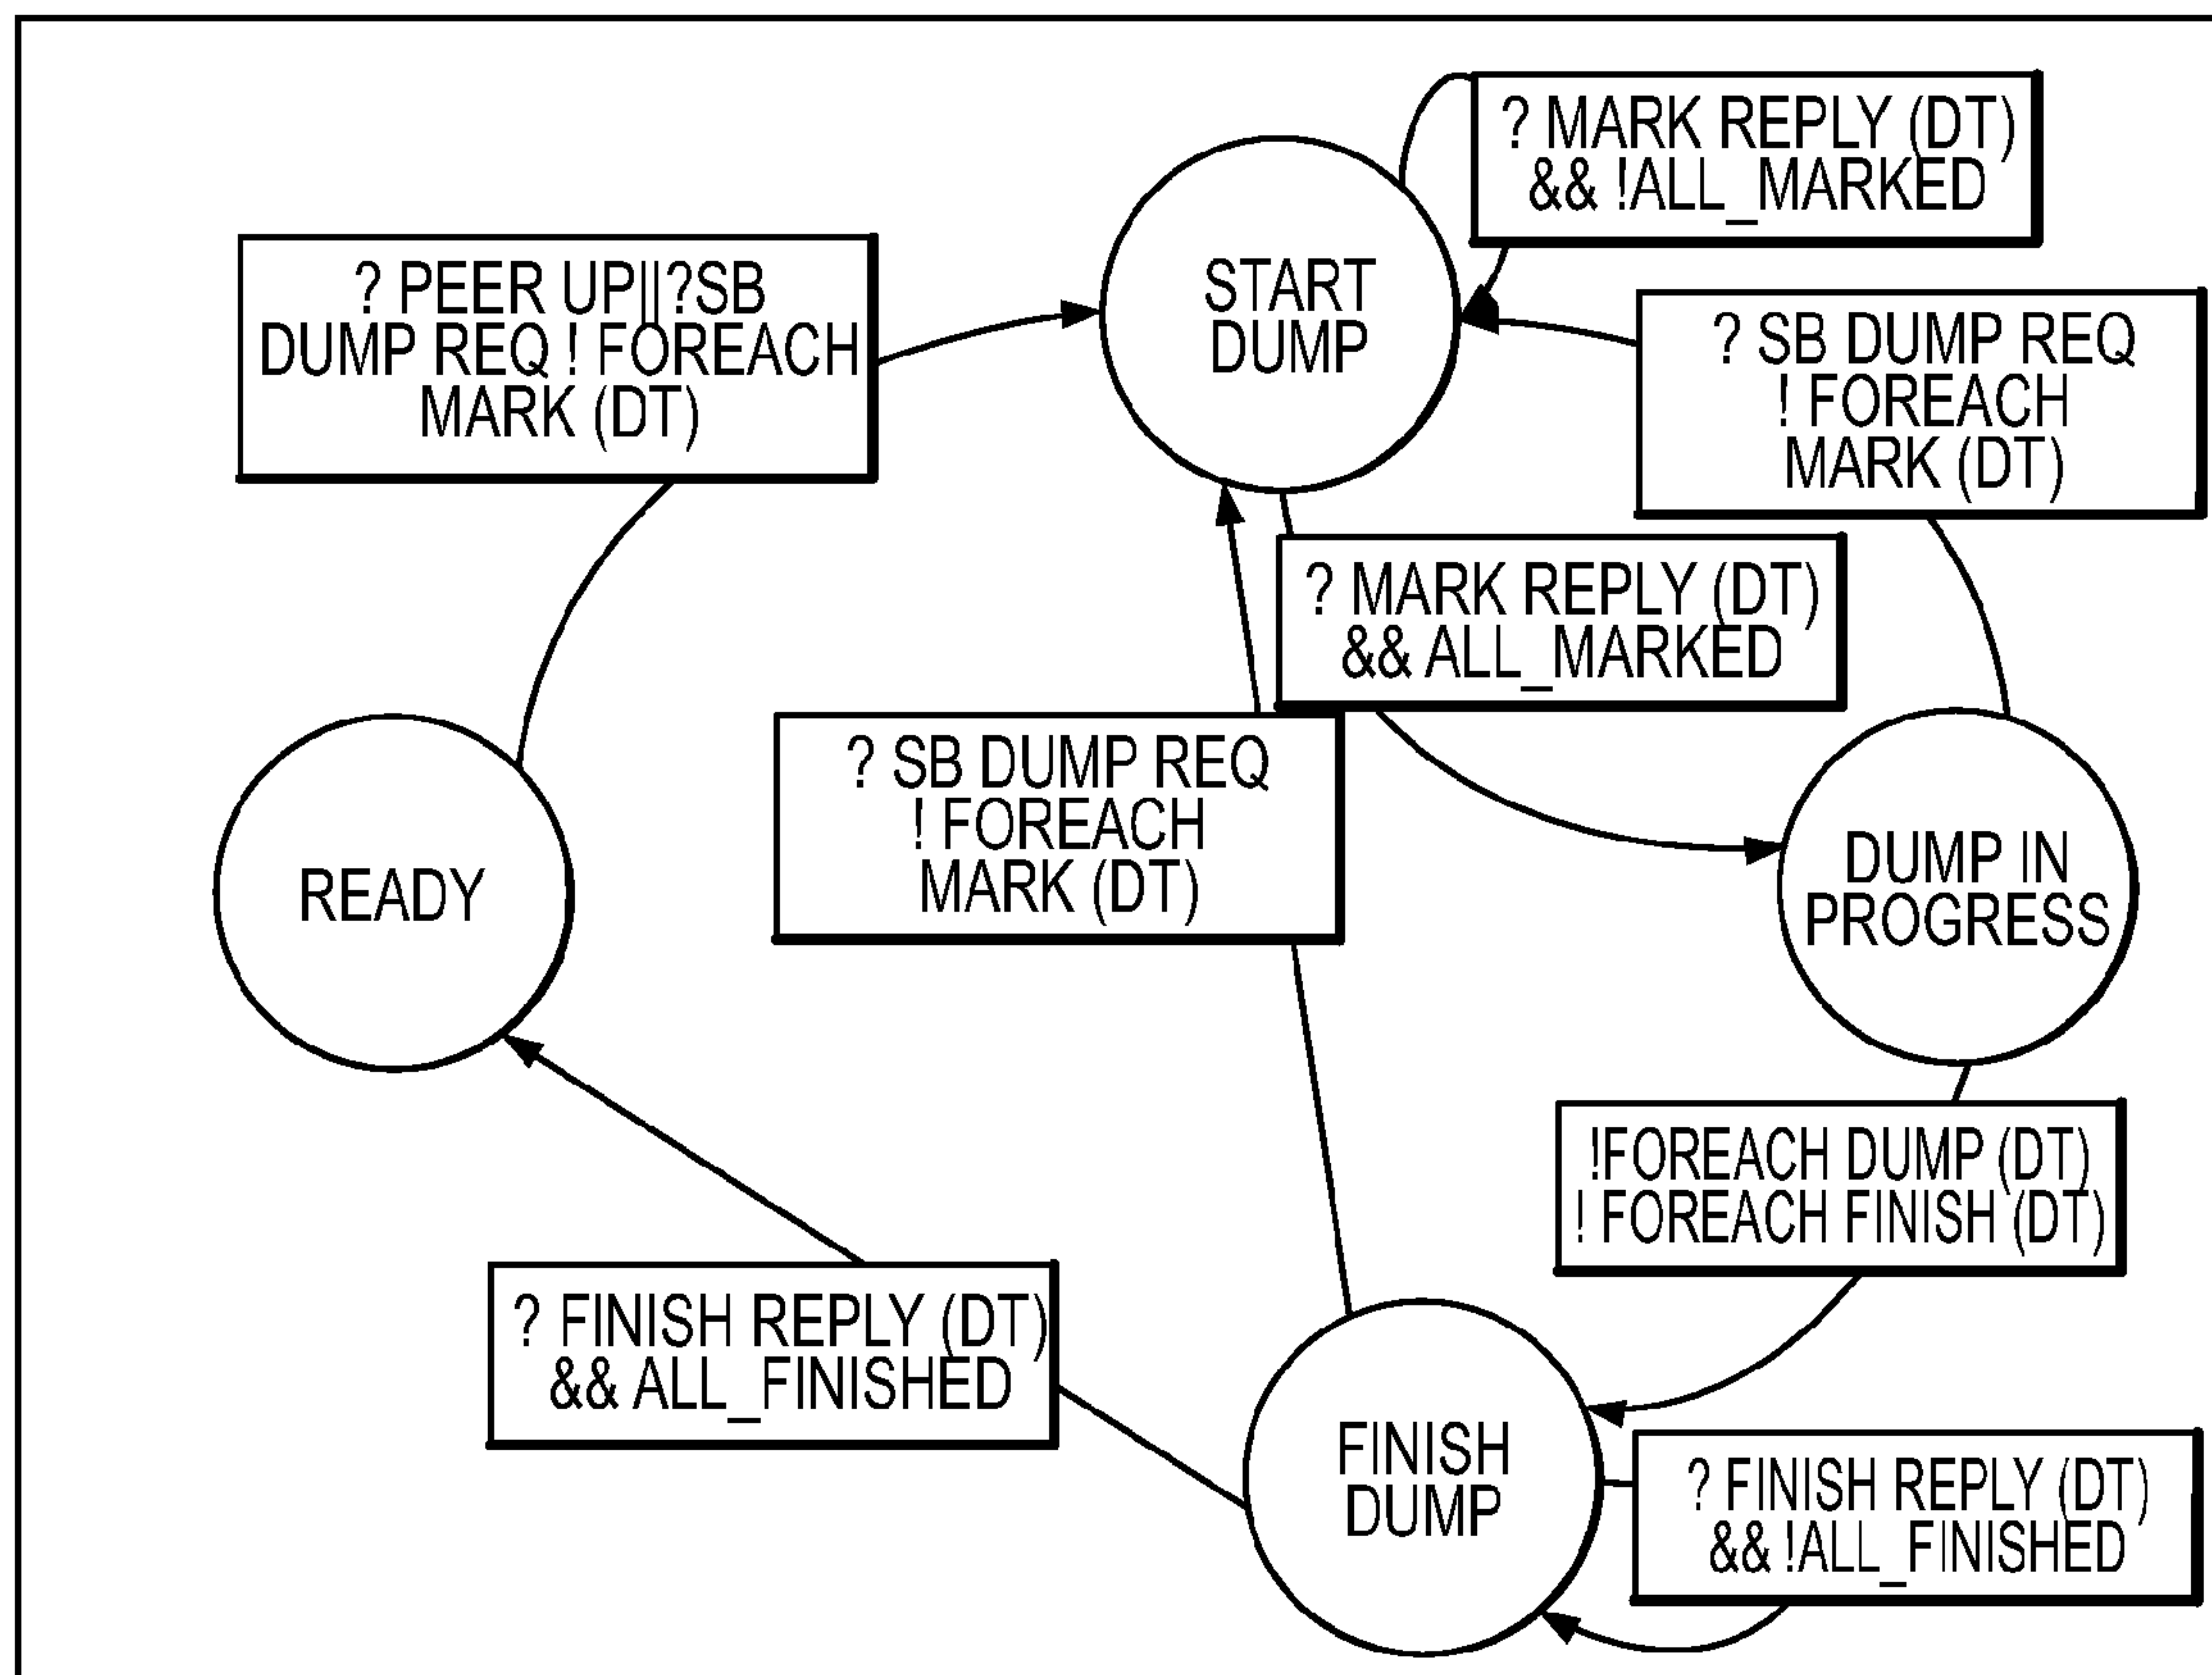 ? MARK REPLY (DT)
&& !ALL_MARKED
? PEER UP||?SB
DUMP REQ ! FOREACH
MARK (DT)
START
DUMP
? SB DUMP REQ
! FOREACH
MARK (DT)
? MARK REPLY (DT)
&& ALL_MARKED
? SB DUMP REQ
! FOREACH
MARK (DT)
READY
DUMP IN
PROGRESS
!FOREACH DUMP (DT)
! FOREACH FINISH (DT)
? FINISH REPLY (DT)
&& ALL_FINISHED
FINISH
DUMP
? FINISH REPLY (DT)
&& !ALL_FINISHED